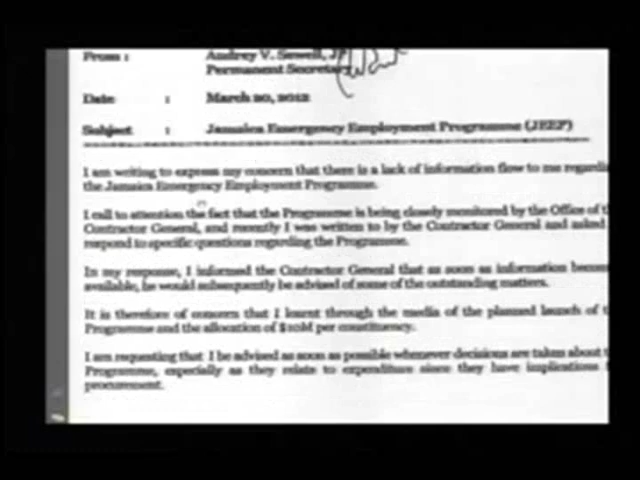 From : Audrey V. Sewell, JP
Permanent Secretary
Date : March 20, 2012
Subject : Jamaica Emergency Employment Programme (JEEP)
I am writing to express my concern that there is a lack of information flow to me regardi
the Jamaica Emergency Employment Programme.
I call to attention the fact that the Programme is being closely monitored by the Office of t
Contractor General, and recently I was written to by the Contractor General and asked
respond to specific questions regarding the Programme.
In my response, I informed the Contractor General that as soon as information becom
available, he would subsequently be advised of some of the outstanding matters.
It is therefore of concern that I learnt through the media of the planned launch of t
Programme and the allocation of $10M per constituency.
I am requesting that I be advised as soon as possible whenever decisions are taken about t
Programme, especially as they relate to expenditure since they have implications
procurement.